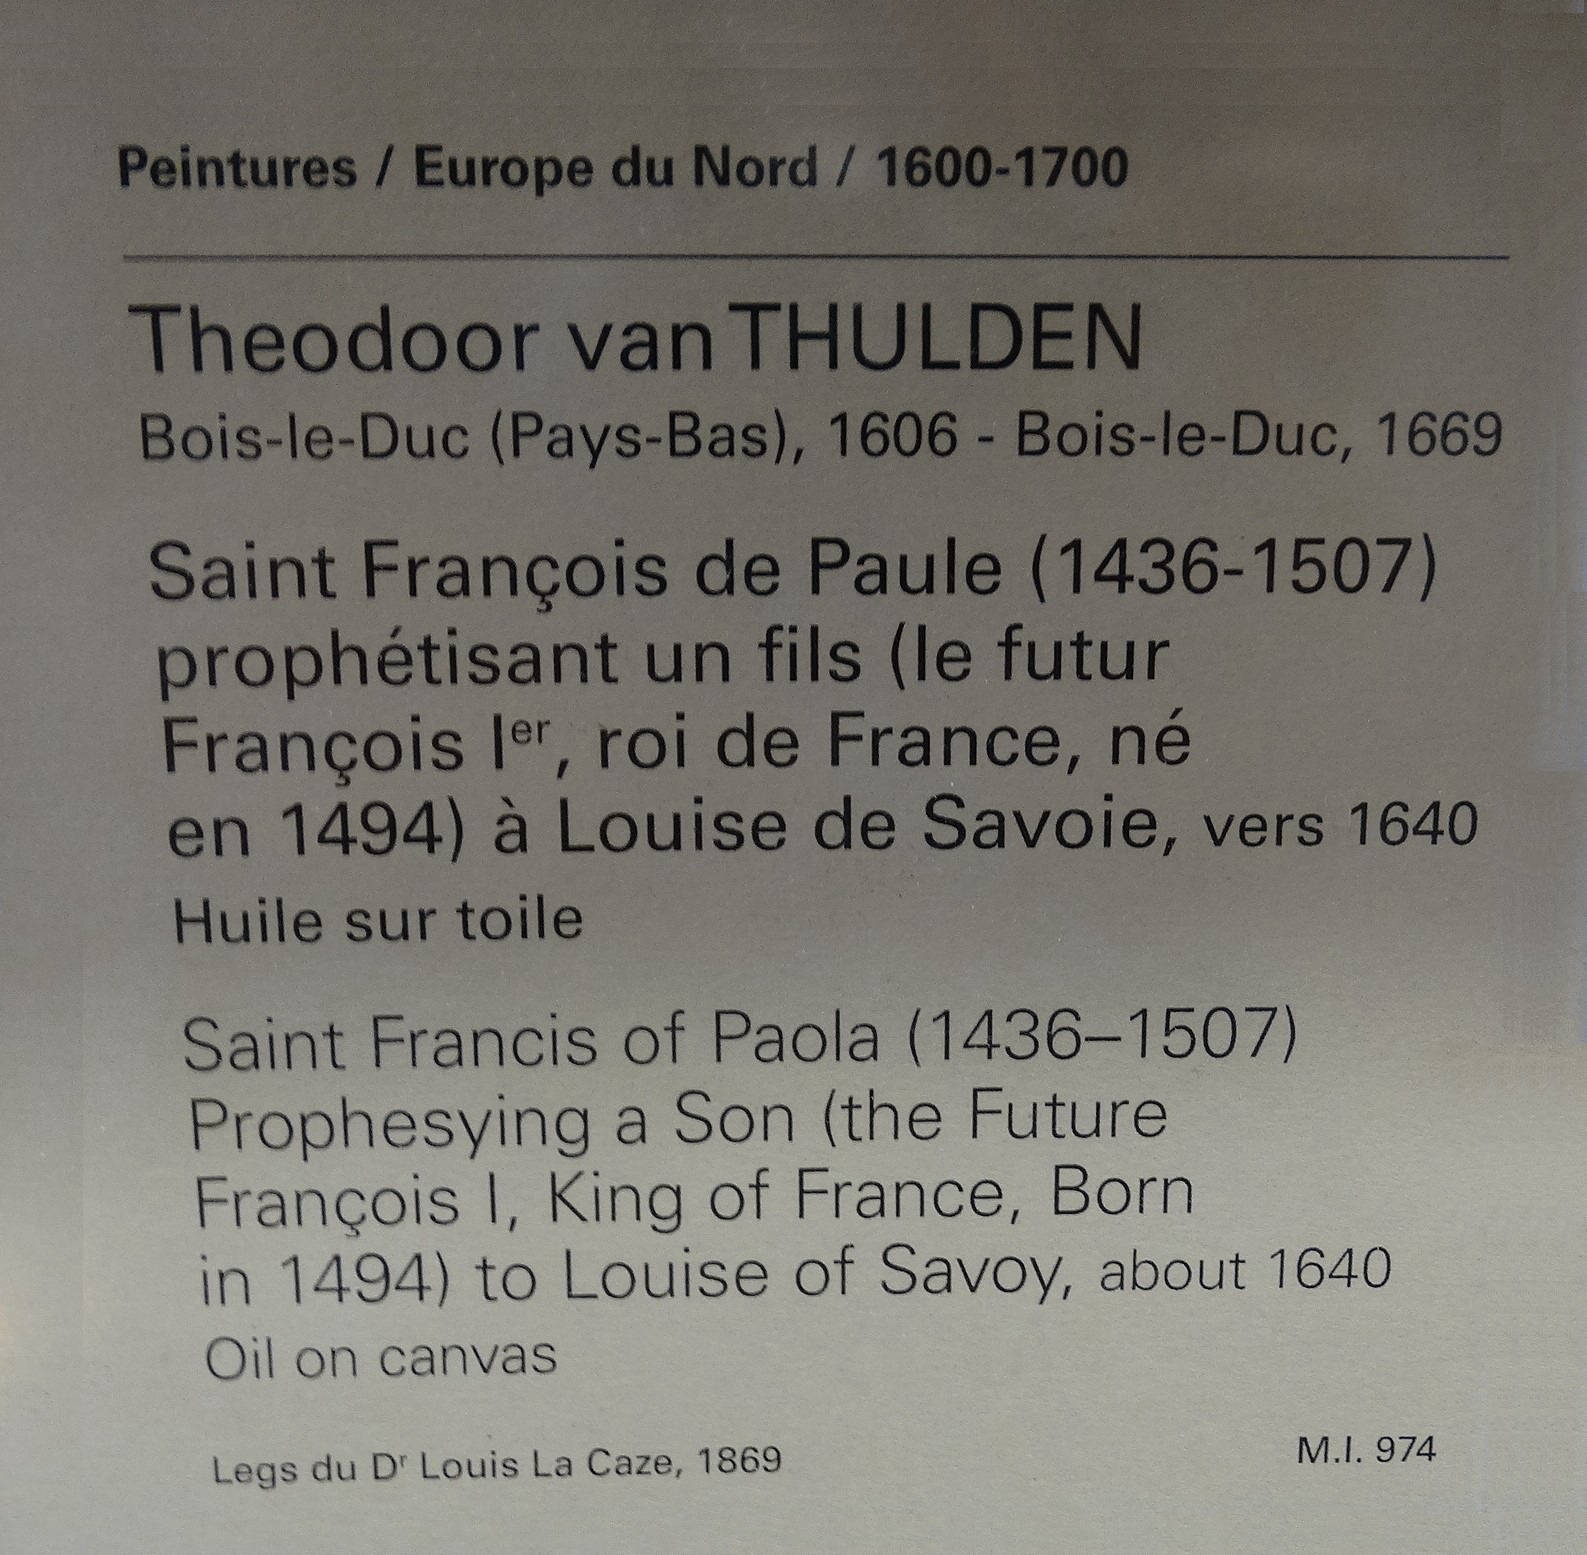 Peintures / Europe du Nord / 1600-1700
Theodoor van THULDEN
Bois-le-Duc (Pays-Bas), 1606 - Bois-le-Duc, 1669
Saint François de Paule (1436-1507)
prophétisant un fils (le futur
François Ier, roi de France, né
en 1494) à Louise de Savoie, vers 1640
Huile sur toile
Saint Francis of Paola (1436–1507)
Prophesying a Son (the Future
François I, King of France, Born
in 1494) to Louise of Savoy, about 1640
Oil on canvas
Legs du Dr Louis La Caze, 1869
M.I. 974